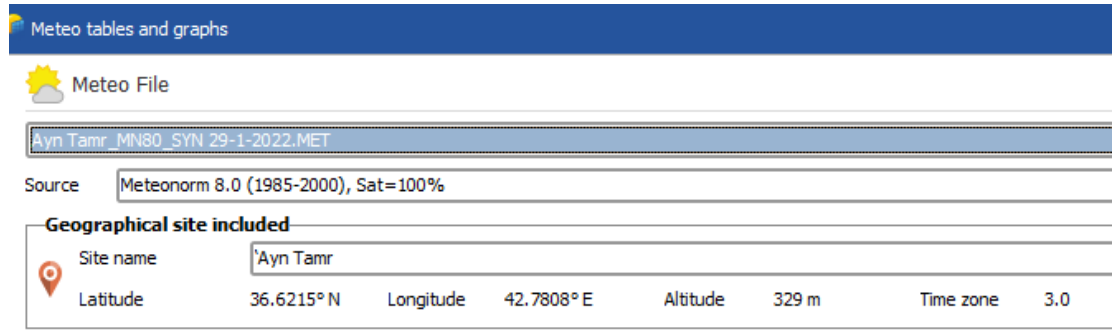 Meteo tables and graphs
Meteo File
Ayn Tamr_MN80_SYN 29-1-2022.MET
Source Meteonorm 8.0 (1985-2000), Sat=100%
Geographical site included
Site name `Ayn Tamr
Latitude 36.6215° N Longitude 42.7808° E Altitude 329 m Time zone 3.0